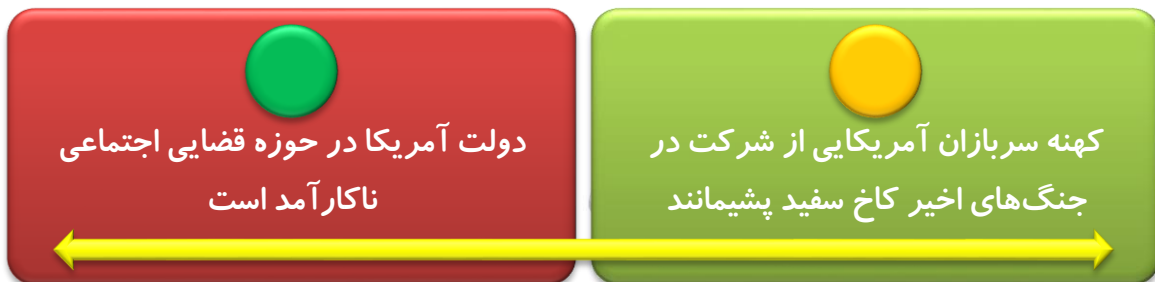 کهنه سربازان آمریکایی از شرکت در
جنگ‌های اخیر کاخ سفید پشیمانند
دولت آمریکا در حوزه قضایی اجتماعی
ناکارآمد است